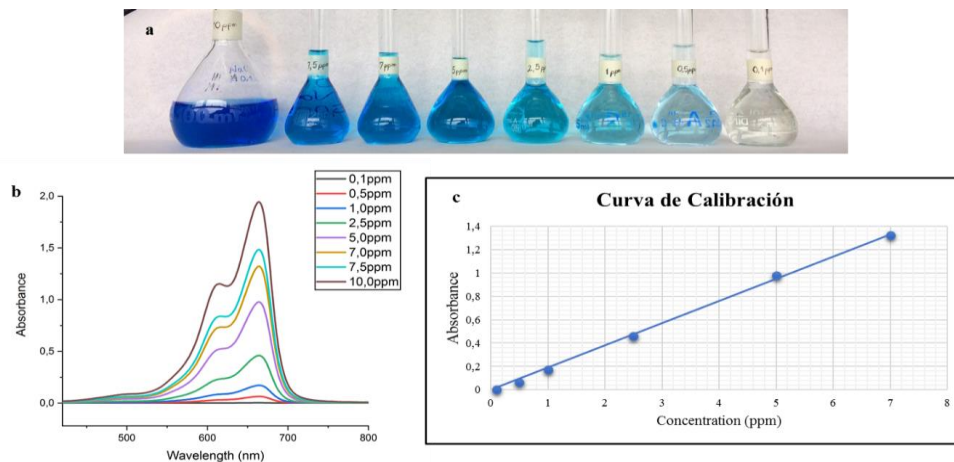 a
7,5ppm
7ppm
2,5ppm
1ppm
0,5ppm
0,1ppm
b
2,0
1,5
1,0
0,5
0,0
Absorbance
500 600 700 800
Wavelength (nm)
0,1ppm
0,5ppm
1,0ppm
2,5ppm
5,0ppm
7,0ppm
7,5ppm
10,0ppm
c
Curva de Calibración
1,4
1,2
1
0,8
0,6
0,4
0,2
0
Absorbance
0 1 2 3 4 5 6 7 8
Concentration (ppm)